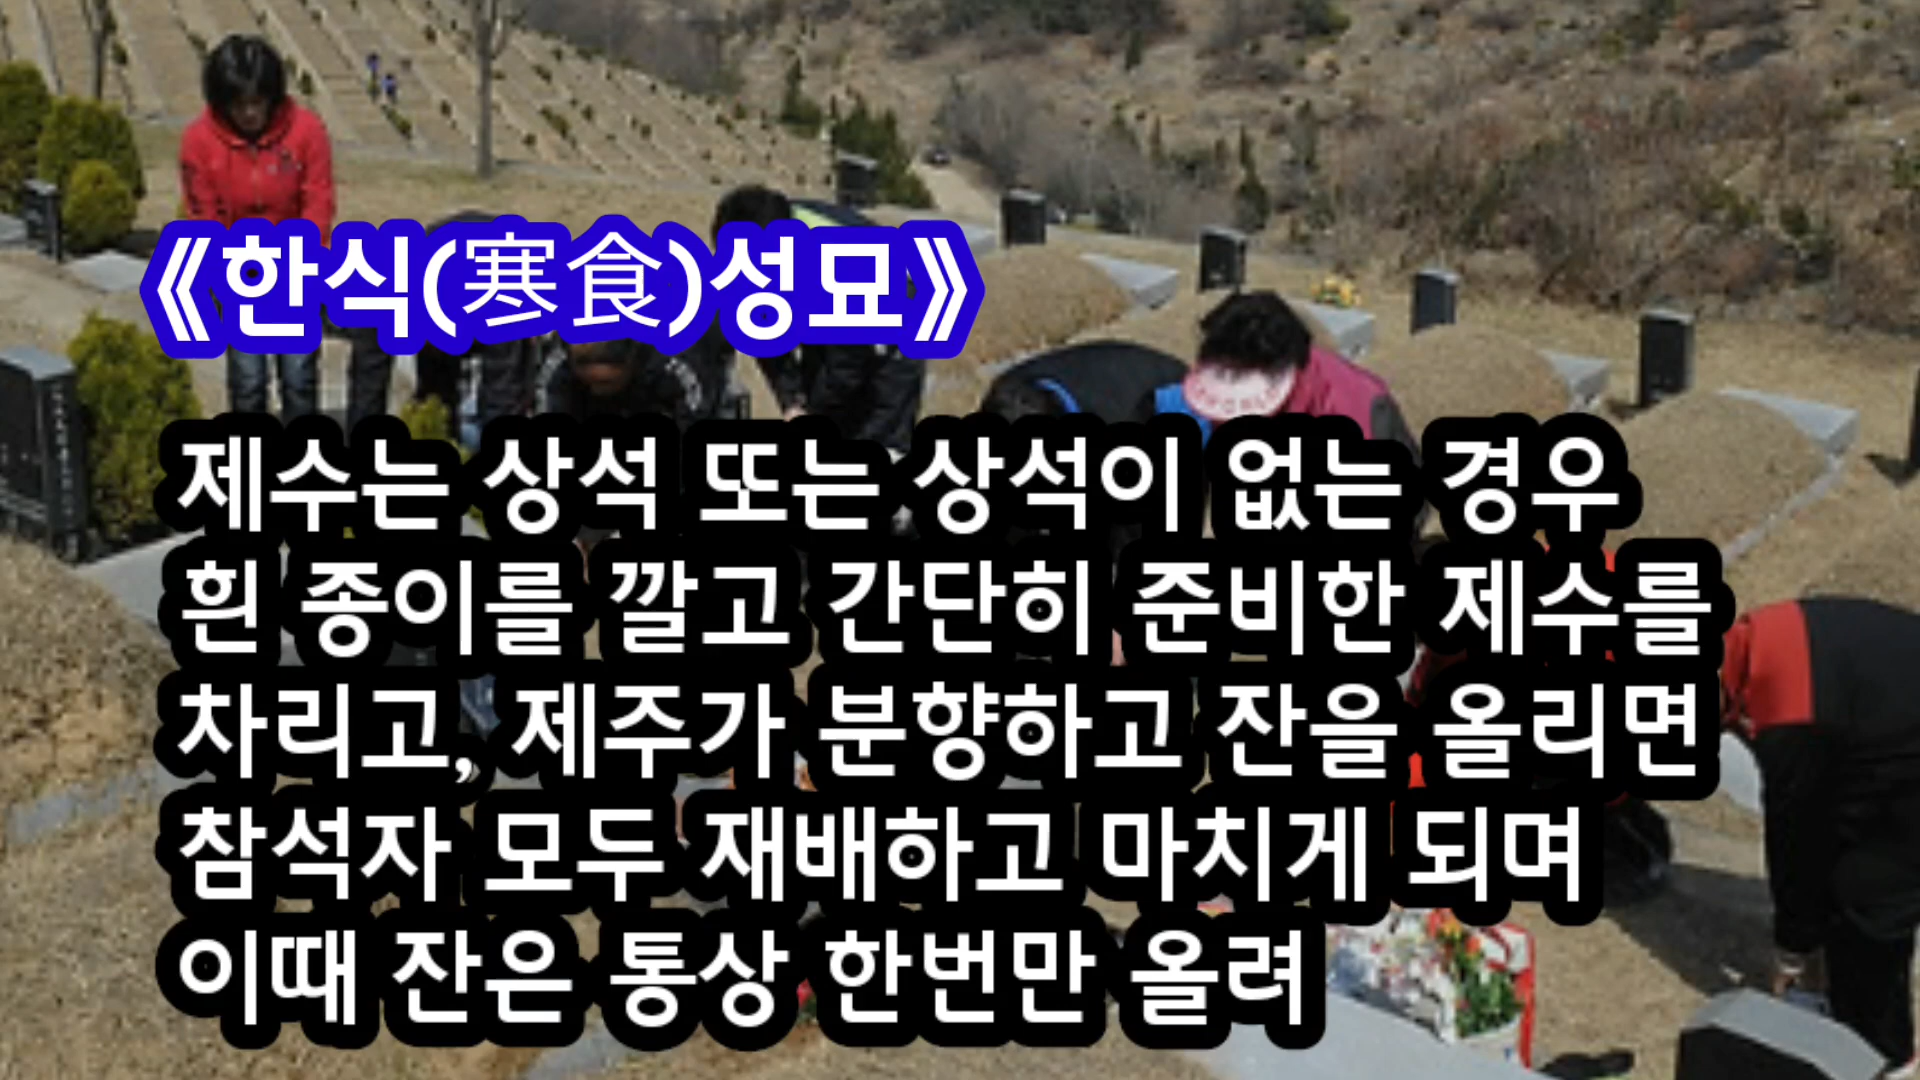 《한식(寒食)성묘》
제수는 상석 또는 상석이 없는 경우
흰 종이를 깔고 간단히 준비한 제수를
차리고, 제주가 분향하고 잔을 올리면
참석자 모두 재배하고 마치게 되며
이때 잔은 통상 한번만 올려